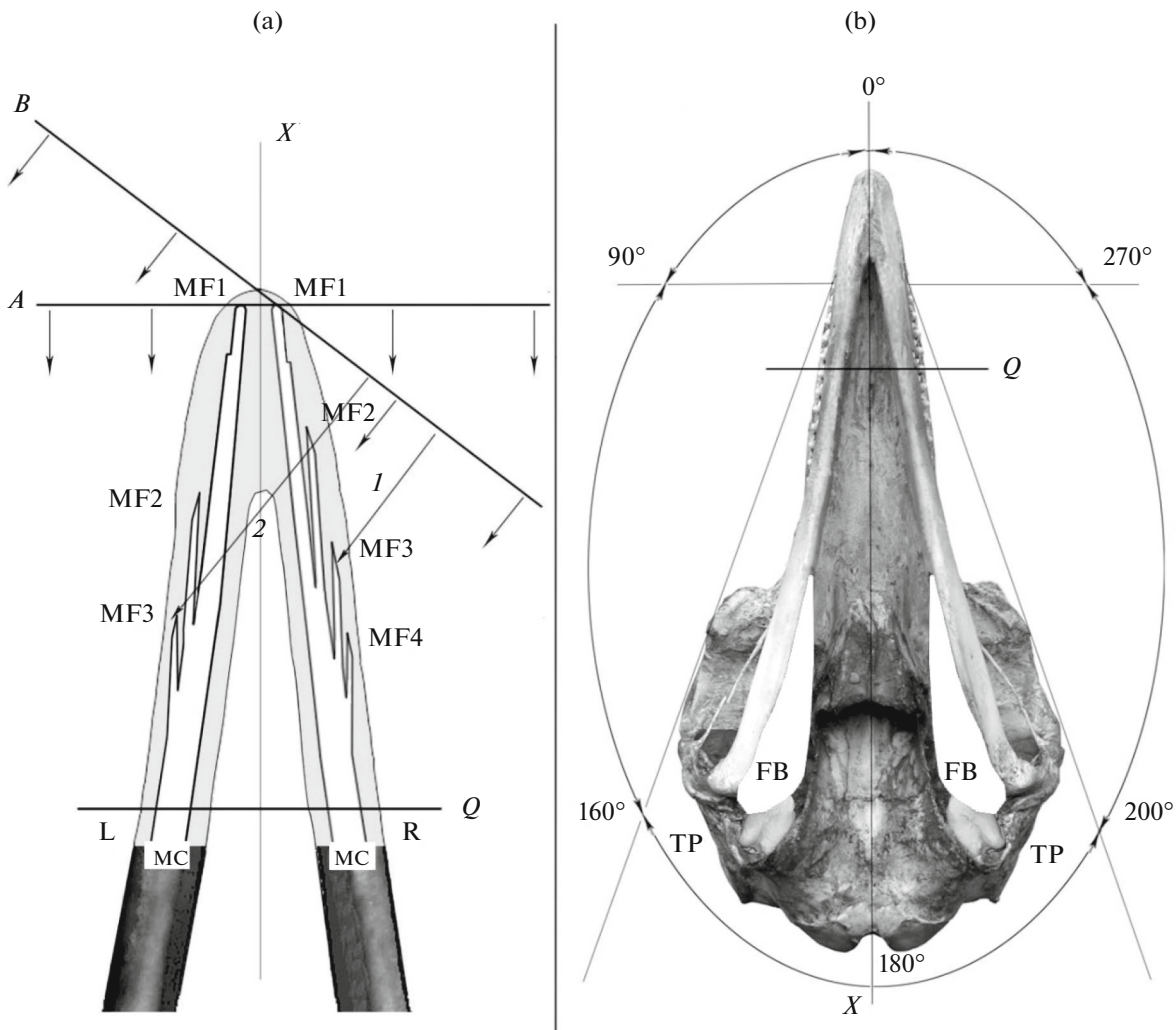 (a)
B
X
MF1 MF1
A
MF2
1
MF2
2
MF3
MF3
MF4
Q
L R
MC MC
(b)
0°
90° 270°
Q
FB FB
160° 200°
TP TP
180°
X